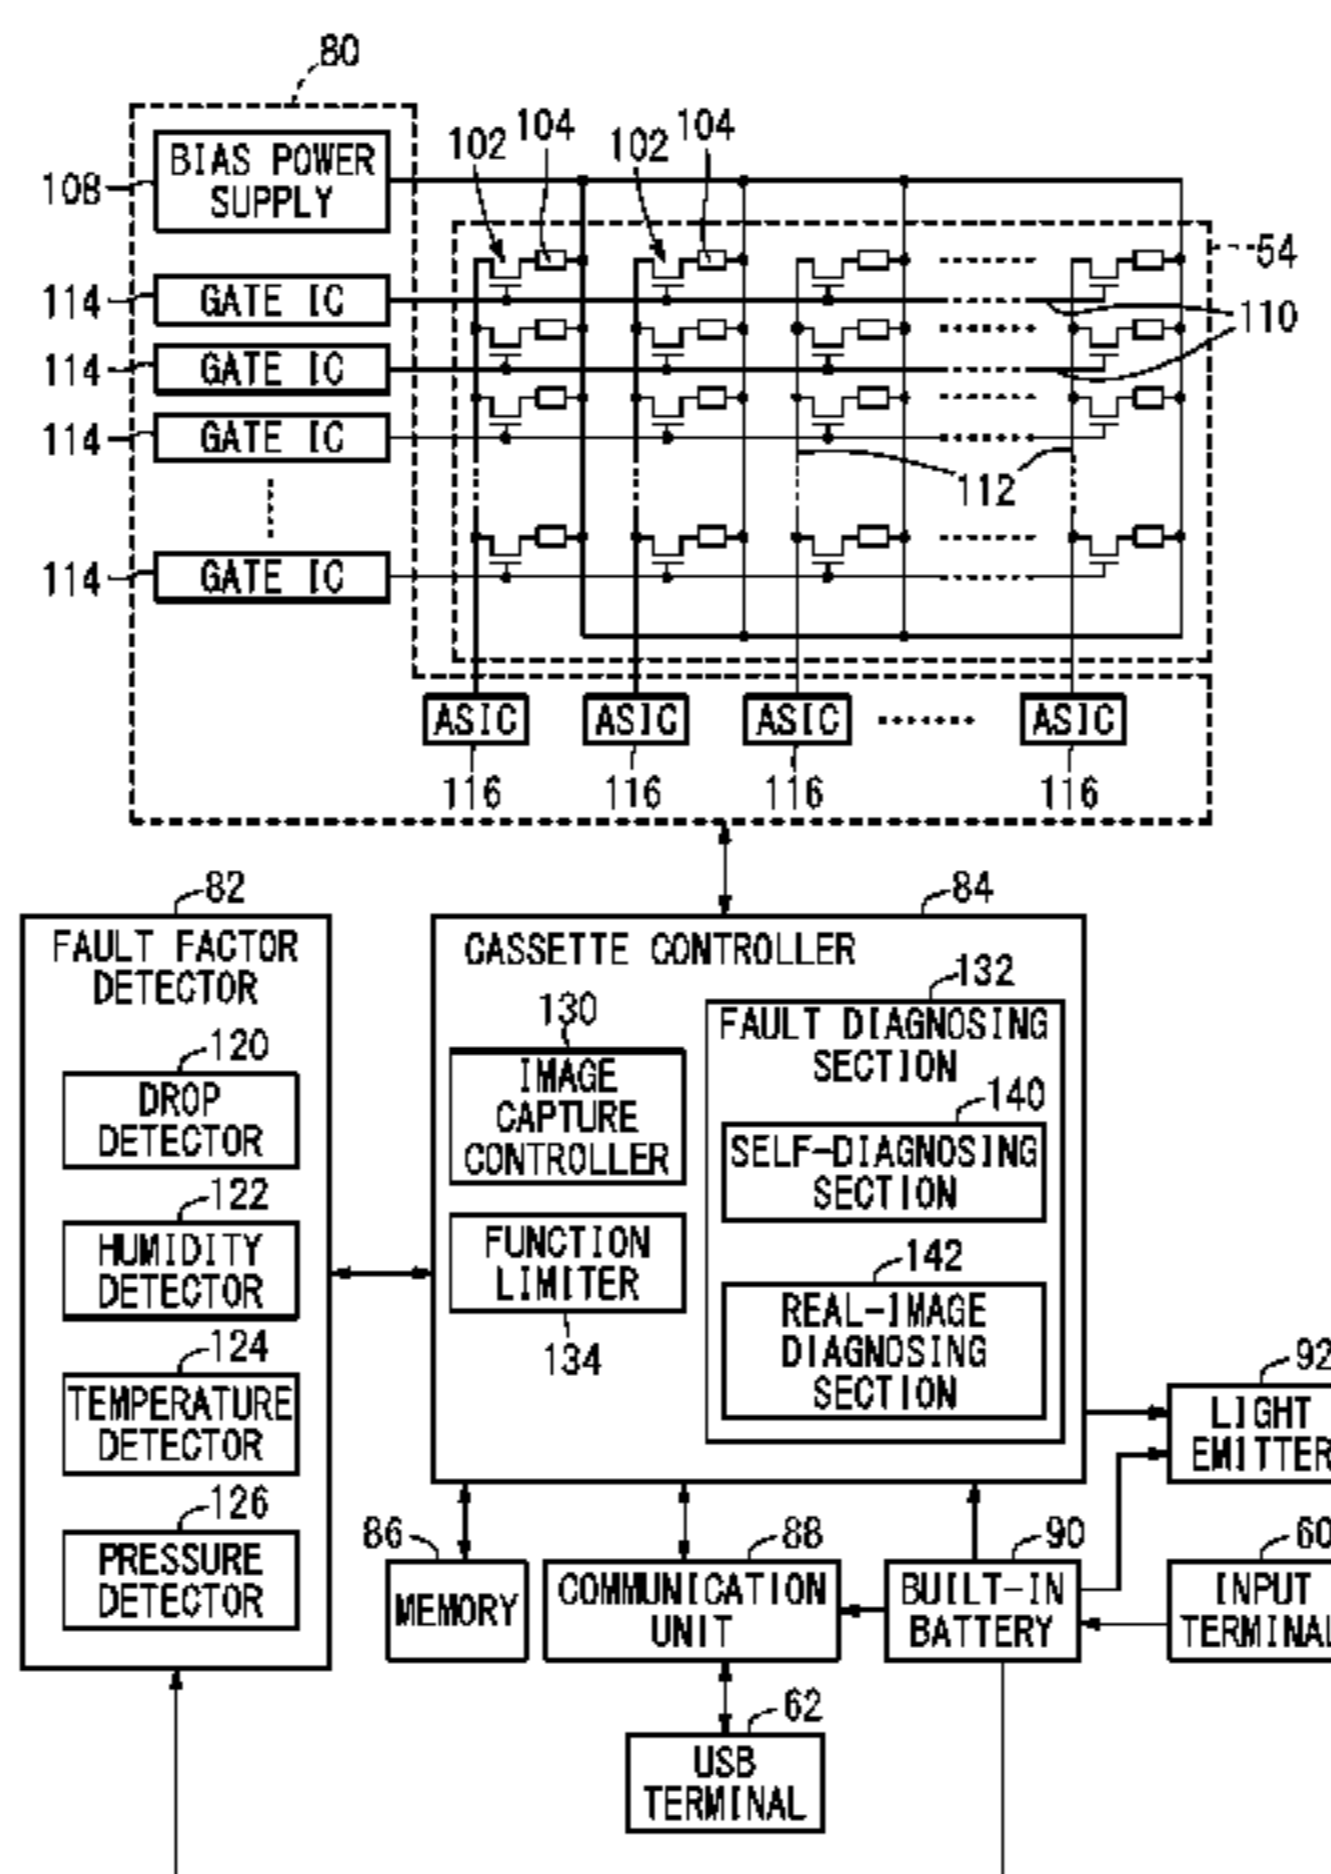 80
BIAS POWER
SUPPLY
108
102
104
102
104
54
114
GATE IC
110
114
GATE IC
114
GATE IC
112
114
GATE IC
ASIC
ASIC
ASIC
ASIC
116
116
116
116
82
FAULT FACTOR
DETECTOR
120
DROP
DETECTOR
122
HUMIDITY
DETECTOR
124
TEMPERATURE
DETECTOR
126
PRESSURE
DETECTOR
84
CASSETTE CONTROLLER
130
IMAGE
CAPTURE
CONTROLLER
FUNCTION
LIMITER
134
132
FAULT DIAGNOSING
SECTION
140
SELF-DIAGNOSING
SECTION
142
REAL-IMAGE
DIAGNOSING
SECTION
92
LIGHT
EMITTER
86
MEMORY
88
COMMUNICATION
UNIT
90
BUILT-IN
BATTERY
60
INPUT
TERMINAL
62
USB
TERMINAL